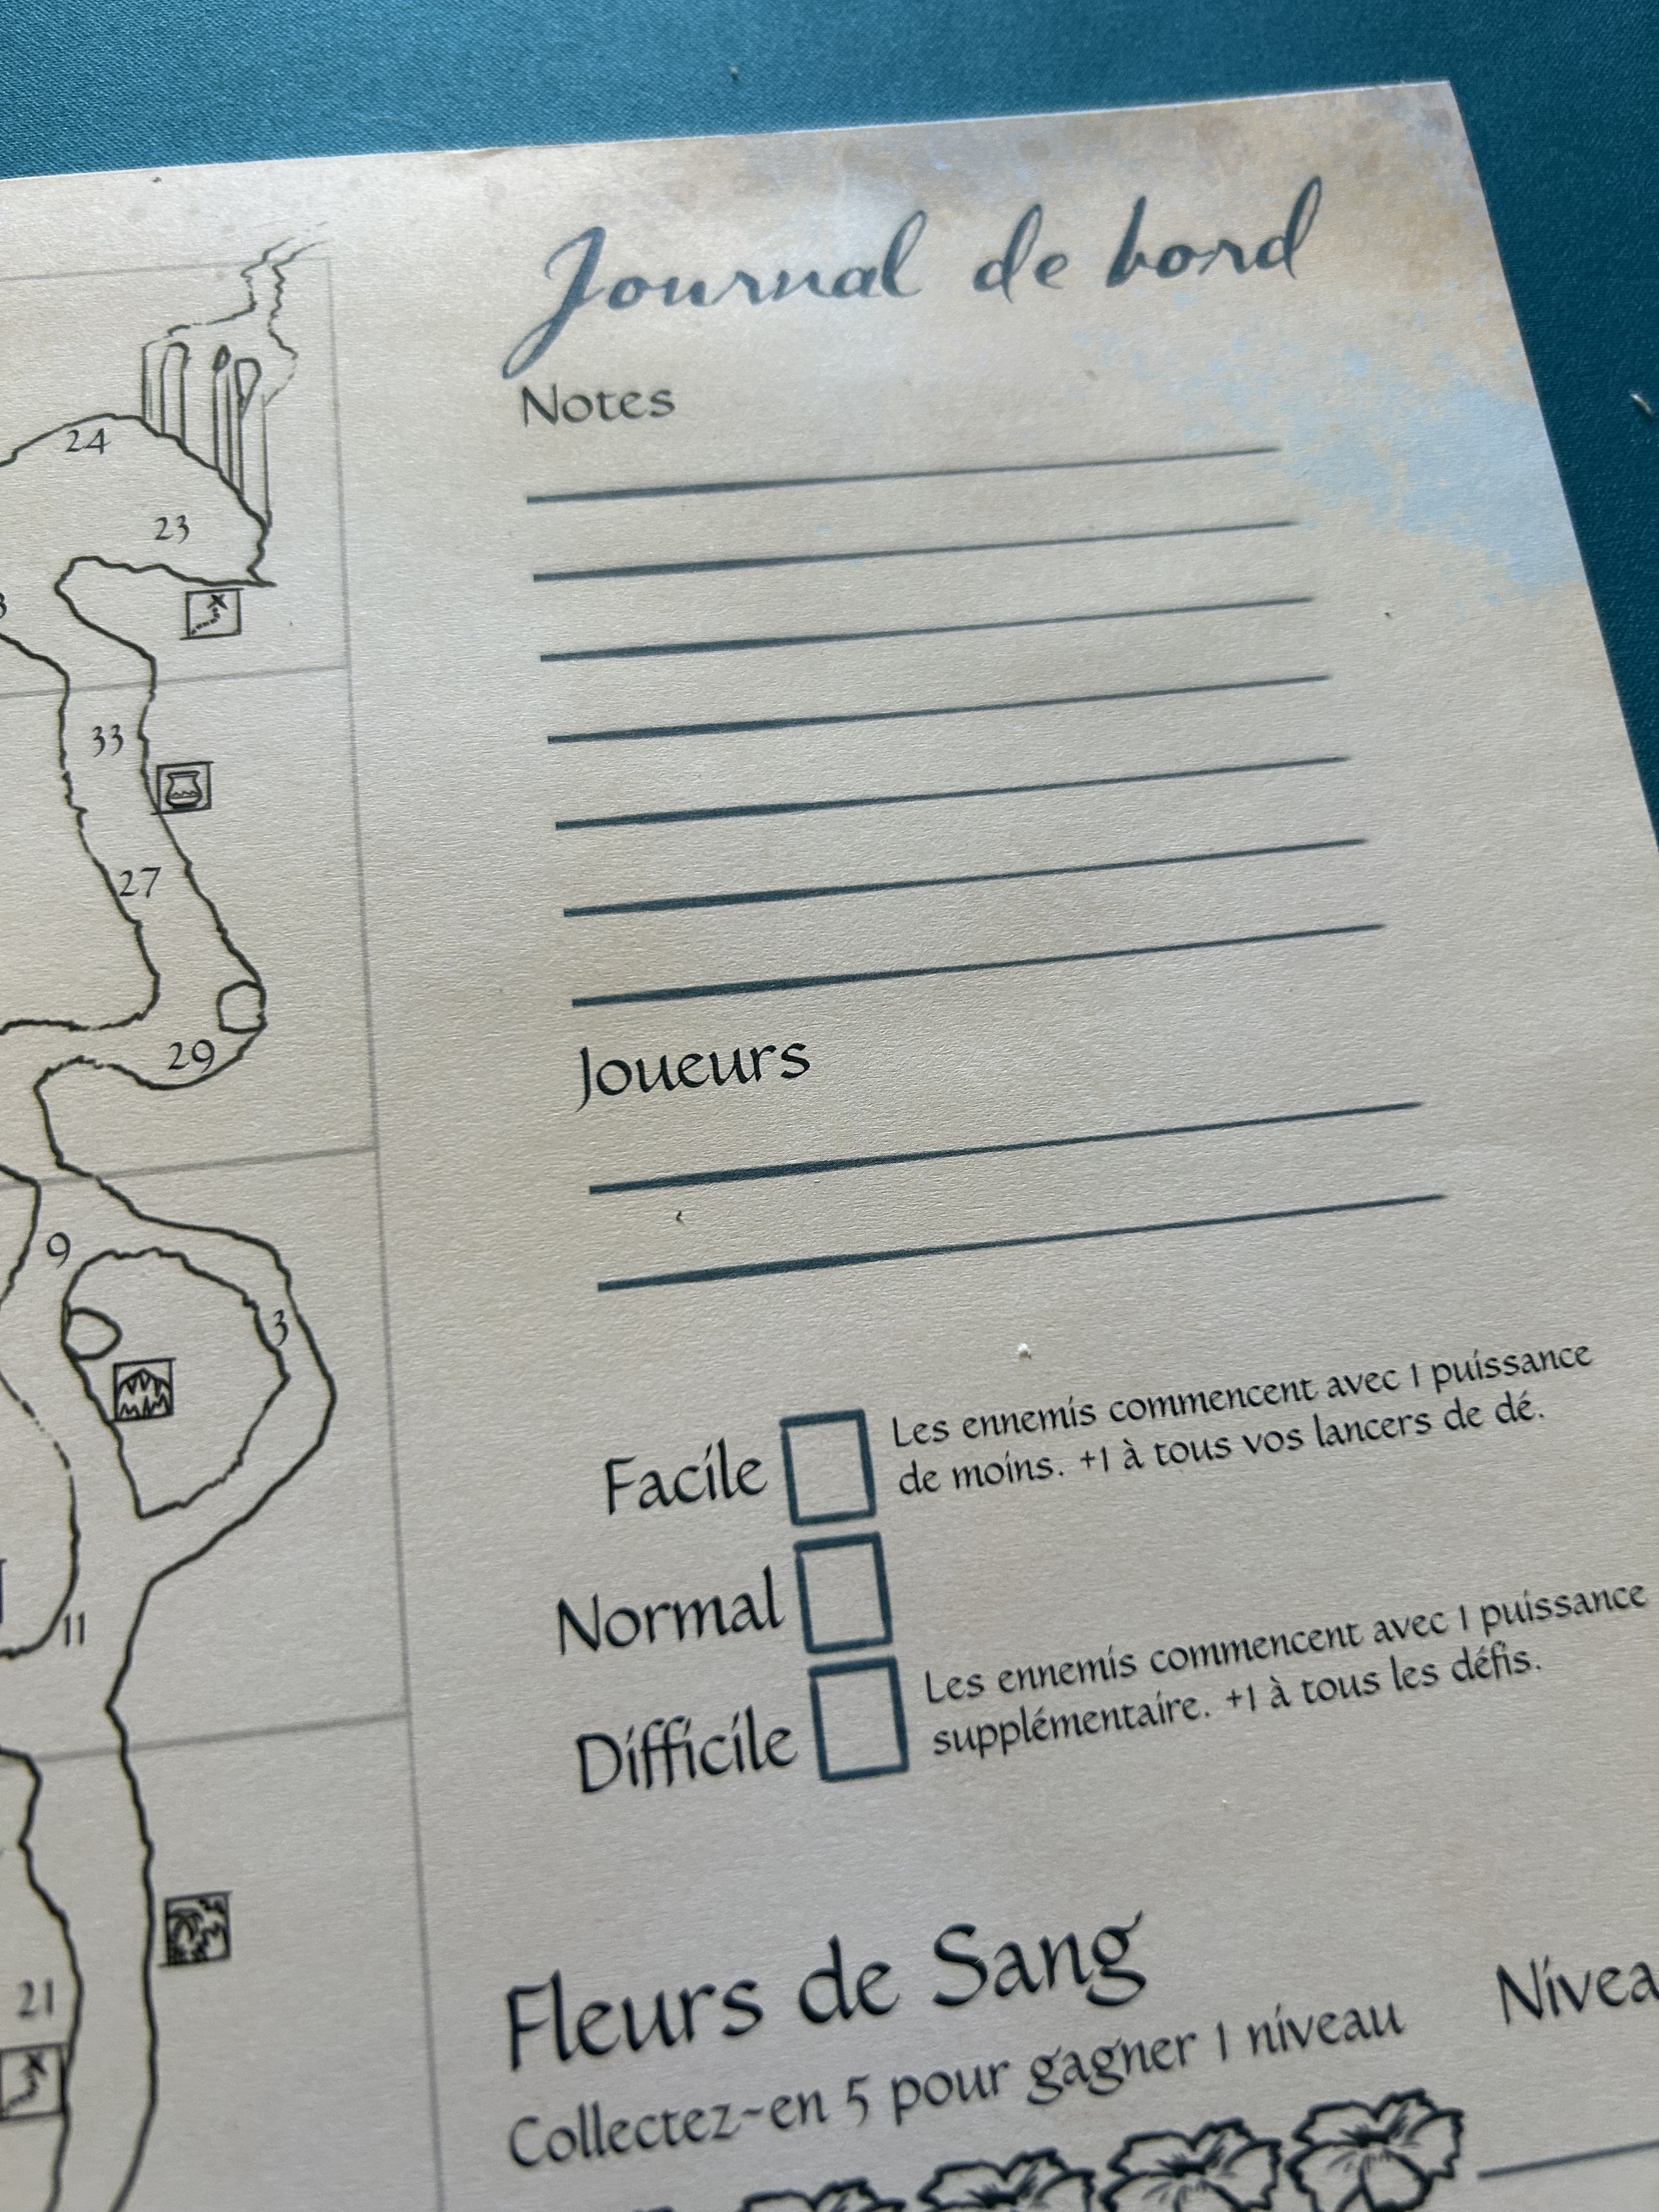 Journal de bord
Notes
Joueurs
Facile
Les ennemis commencent avec 1 puissance
de moins. +1 à tous vos lancers de dé.
Normal
Difficile
Les ennemis commencent avec 1 puissance
supplémentaire. +1 à tous les défis.
Fleurs de Sang
Collectez-en 5 pour gagner 1 niveau
24
23
33
27
29
9
3
11
21